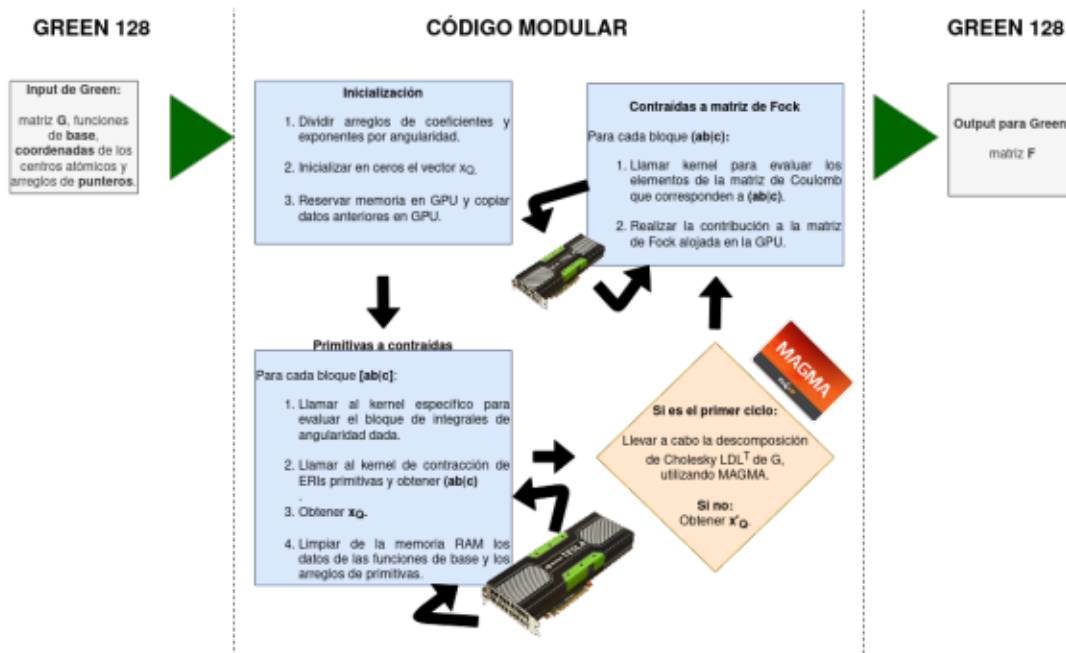 GREEN 128
CÓDIGO MODULAR
GREEN 128
Input de Green:
matriz G, funciones
de base,
coordenadas de los
centros atómicos y
arreglos de punteros.
Inicialización
1. Dividir arreglos de coeficientes y
exponentes por angularidad.
2. Inicializar en ceros el vector xQ.
3. Reservar memoria en GPU y copiar
datos anteriores en GPU.
Contraídas a matriz de Fock
Para cada bloque (ab|c):
1. Llamar kernel para evaluar los
elementos de la matriz de Coulomb
que corresponden a (ab|c).
2. Realizar la contribución a la matriz
de Fock alojada en la GPU.
Output para Green
matriz F
Primitivas a contraídas
Para cada bloque [ab|c]:
1. Llamar al kernel específico para
evaluar el bloque de integrales de
angularidad dada.
2. Llamar al kernel de contracción de
ERIs primitivas y obtener (ab|c)
.
3. Obtener xQ.
4. Limpiar de la memoria RAM los
datos de las funciones de base y los
arreglos de primitivas.
MAGMA
Si es el primer ciclo:
Llevar a cabo la descomposición
de Cholesky LDL^T de G,
utilizando MAGMA.
Si no:
Obtener x'Q.
TESLA